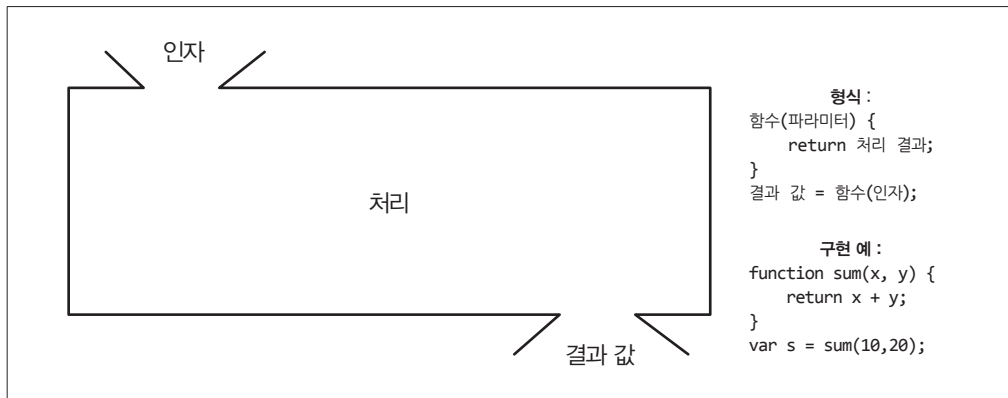 인자
처리
결과 값
형식 :
함수(파라미터) {
    return 처리 결과;
}
결과 값 = 함수(인자);
구현 예 :
function sum(x, y) {
    return x + y;
}
var s = sum(10,20);